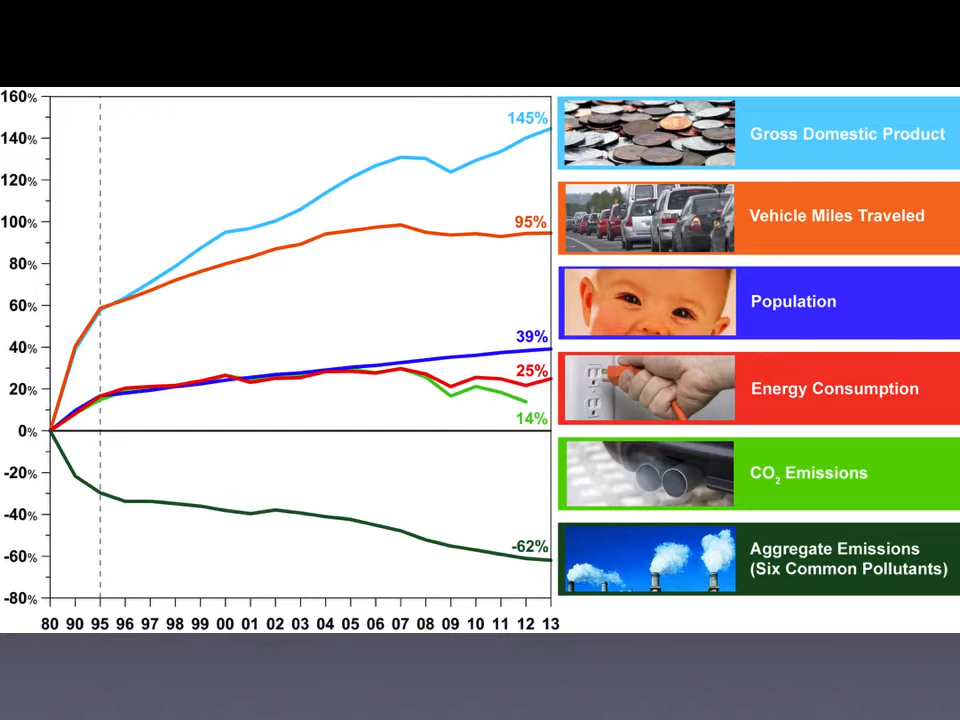 160%
140%
120%
100%
80%
60%
40%
20%
0%
-20%
-40%
-60%
-80%
145%
95%
39%
25%
14%
-62%
80 90 95 96 97 98 99 00 01 02 03 04 05 06 07 08 09 10 11 12 13
Gross Domestic Product
Vehicle Miles Traveled
Population
Energy Consumption
CO2 Emissions
Aggregate Emissions
(Six Common Pollutants)